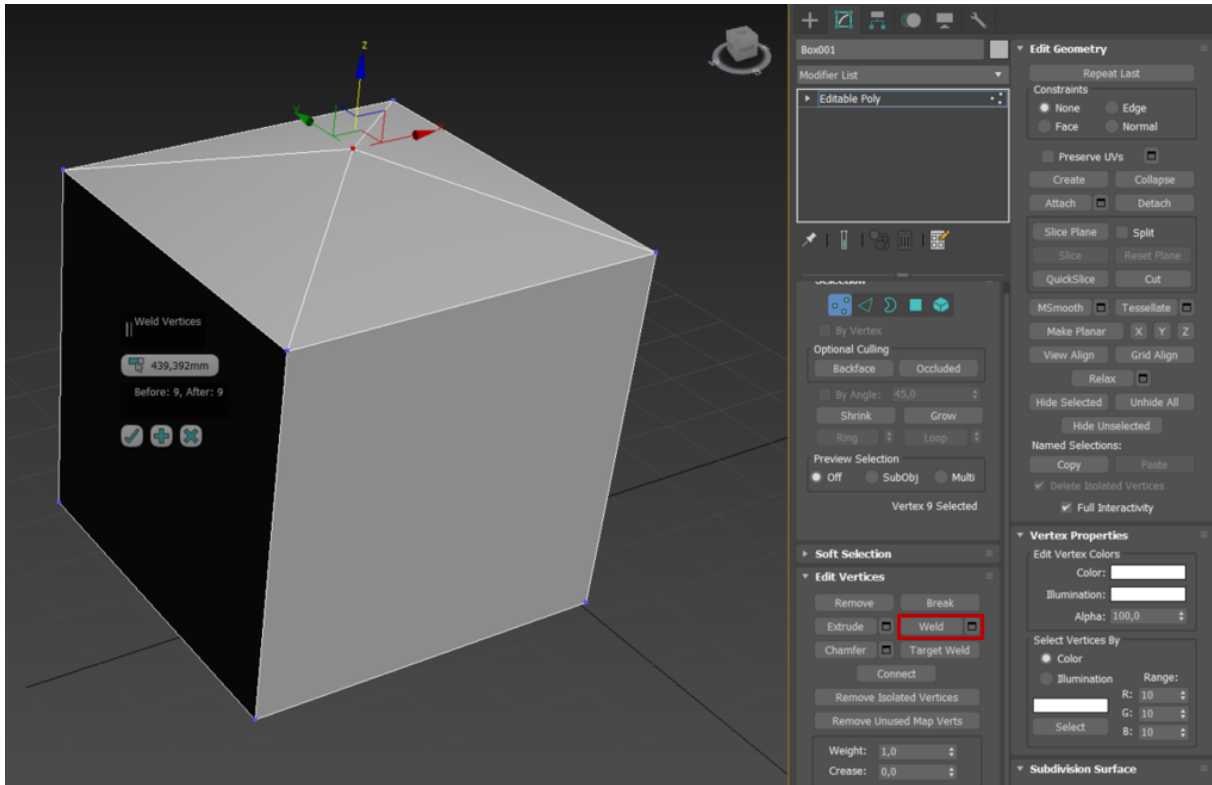 z
y
x
Weld Vertices
439,392mm
Before: 9, After: 9
Box001
Modifier List
Editable Poly
Selection
By Vertex
Optional Culling
Backface Occluded
By Angle: 45,0
Shrink Grow
Ring Loop
Preview Selection
Off SubObj Multi
Vertex 9 Selected
Soft Selection
Edit Vertices
Remove Break
Extrude Weld
Chamfer Target Weld
Connect
Remove Isolated Vertices
Remove Unused Map Verts
Weight: 1,0
Crease: 0,0
Edit Geometry
Repeat Last
Constraints
None Edge
Face Normal
Preserve UVs
Create Collapse
Attach Detach
Slice Plane Split
Slice Reset Plane
QuickSlice Cut
MSmooth Tessellate
Make Planar X Y Z
View Align Grid Align
Relax
Hide Selected Unhide All
Hide Unselected
Named Selections:
Copy Paste
Delete Isolated Vertices
Full Interactivity
Vertex Properties
Edit Vertex Colors
Color:
Illumination:
Alpha: 100,0
Select Vertices By
Color
Illumination Range:
R: 10
G: 10
Select B: 10
Subdivision Surface